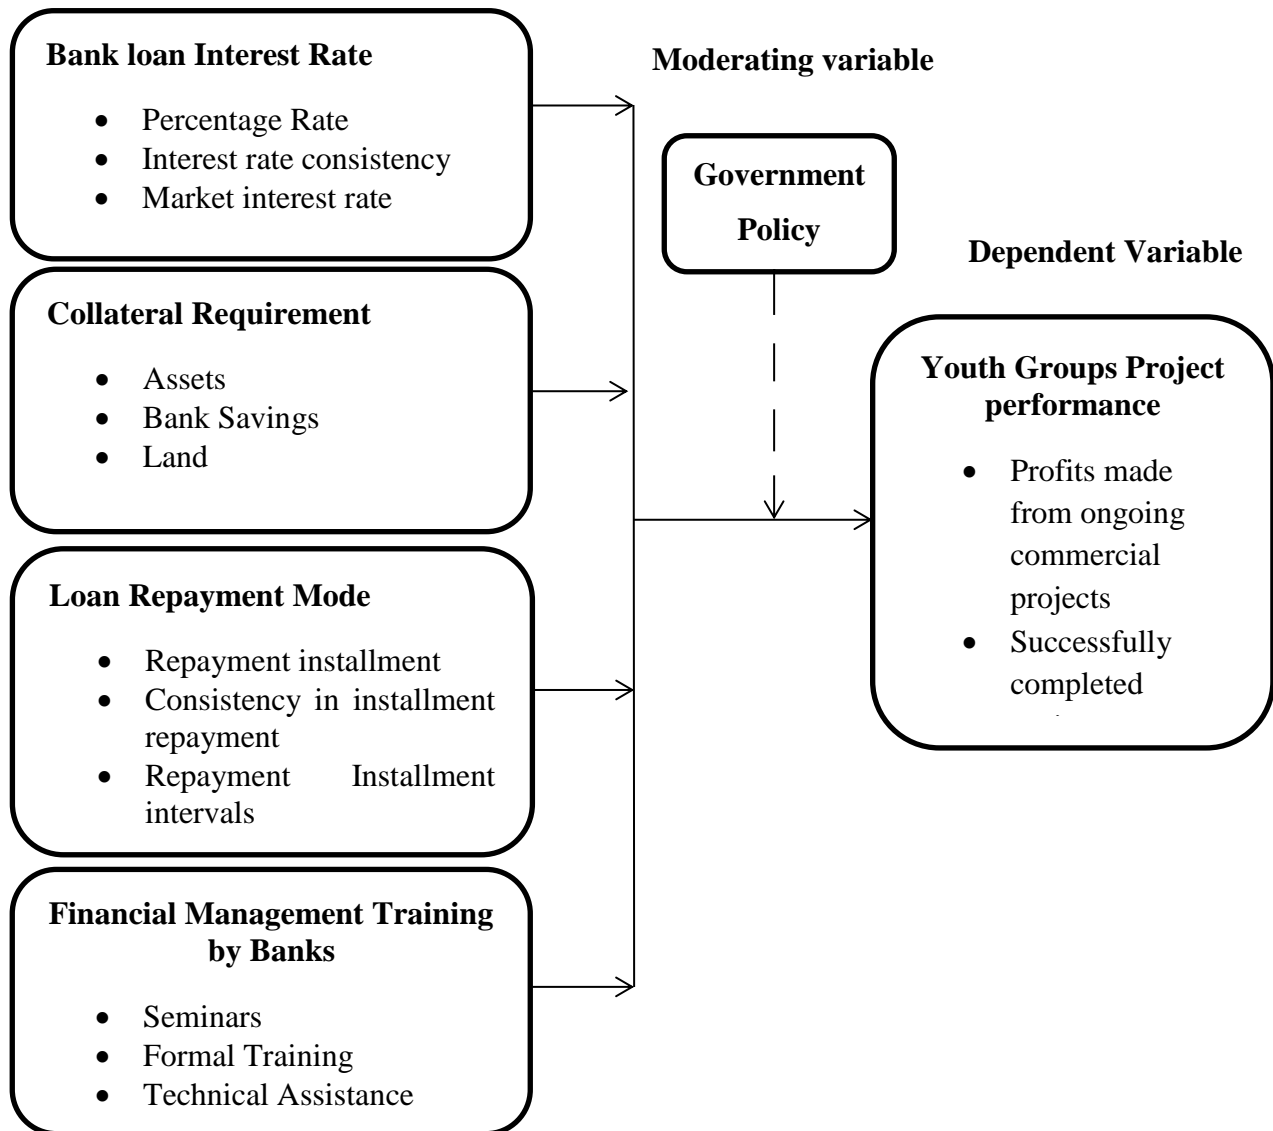 Bank loan Interest Rate
• Percentage Rate
• Interest rate consistency
• Market interest rate
Collateral Requirement
• Assets
• Bank Savings
• Land
Loan Repayment Mode
• Repayment installment
• Consistency in installment
repayment
• Repayment Installment
intervals
Financial Management Training
by Banks
• Seminars
• Formal Training
• Technical Assistance
Moderating variable
Government
Policy
Dependent Variable
Youth Groups Project
performance
• Profits made
from ongoing
commercial
projects
• Successfully
completed